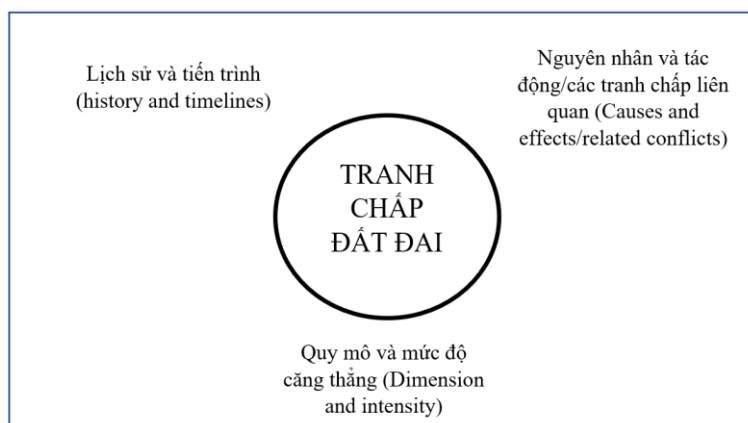 Lịch sử và tiến trình
(history and timelines)
Nguyên nhân và tác
động/các tranh chấp liên
quan (Causes and
effects/related conflicts)
TRANH
CHẤP
ĐẤT ĐAI
Quy mô và mức độ
căng thẳng (Dimension
and intensity)